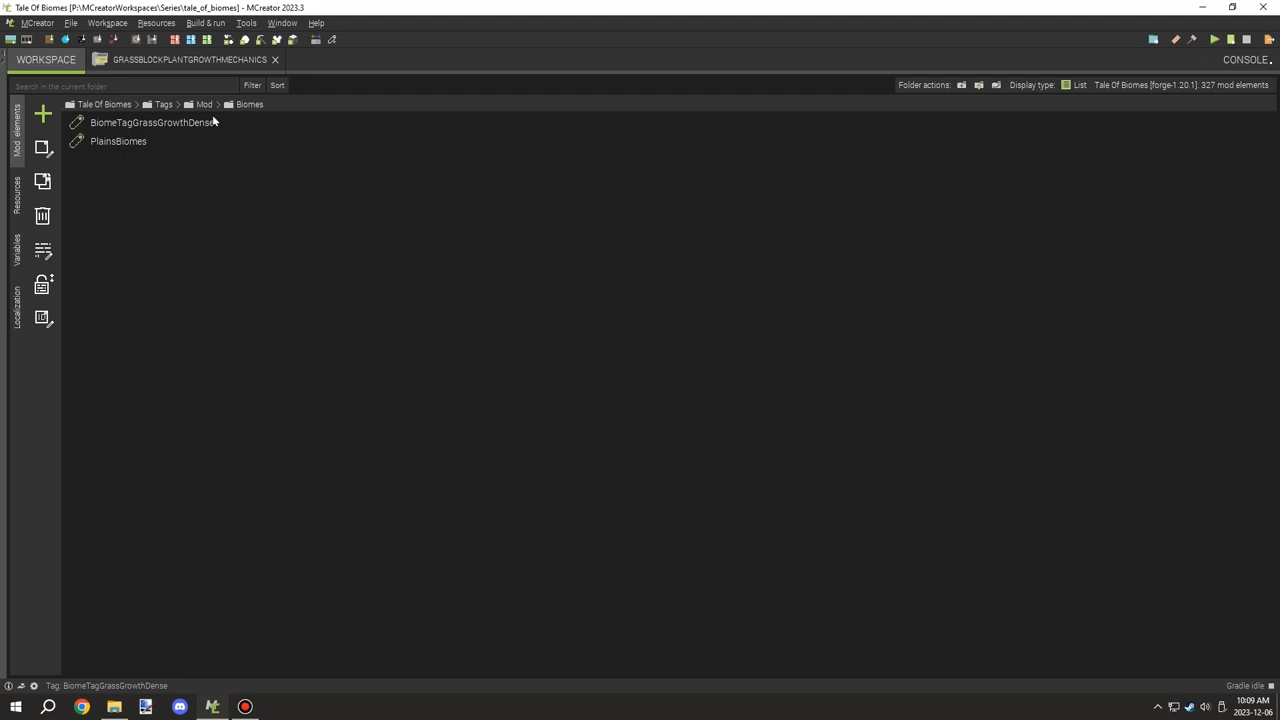 Tale Of Biomes [P:\MCreatorWorkspaces\Series\tale_of_biomes] - MCreator 2023.3
MCreator File Workspace Resources Build & run Tools Window Help
WORKSPACE GRASSBLOCKPLANTGROWTHMECHANICS CONSOLE
Search in the current folder Filter Sort Folder actions: Display type: List Tale Of Biomes [forge-1.20.1]: 327 mod elements
Tale Of Biomes > Tags > Mod > Biomes
BiomeTagGrassGrowthDense
PlainsBiomes
Mod elements
Resources
Variables
Localization
Tag: BiomeTagGrassGrowthDense Gradle idle
10:09 AM
2023-12-06